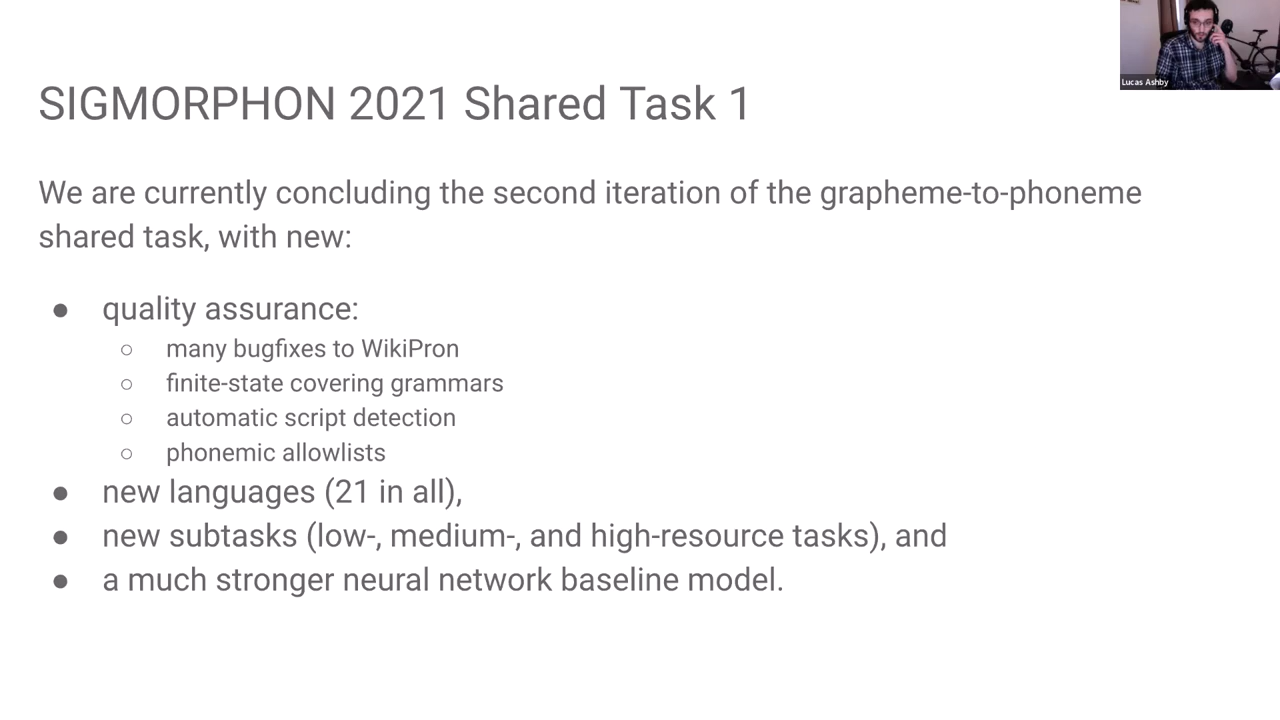 Lucas Ashby
SIGMORPHON 2021 Shared Task 1
We are currently concluding the second iteration of the grapheme-to-phoneme
shared task, with new:
● quality assurance:
○ many bugfixes to WikiPron
○ finite-state covering grammars
○ automatic script detection
○ phonemic allowlists
● new languages (21 in all),
● new subtasks (low-, medium-, and high-resource tasks), and
● a much stronger neural network baseline model.